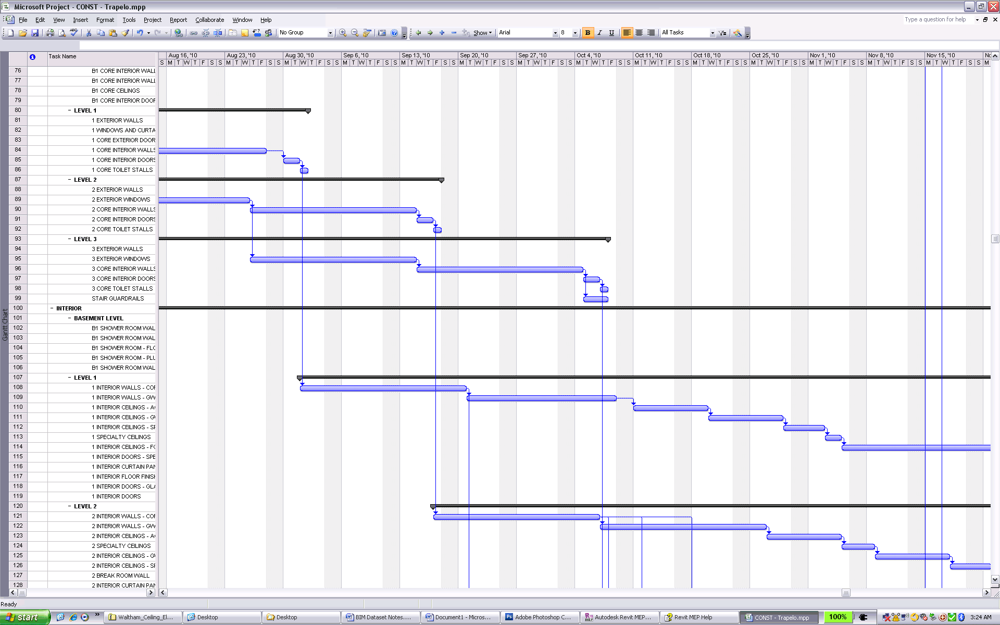 Microsoft Project - CONST - Trapelo.mpp
File Edit View Insert Format Tools Project Report Collaborate Window Help
Type a question for help
No Group Show Arial 8 B I U All Tasks
Task Name
Aug 16, '10 Aug 23, '10 Aug 30, '10 Sep 6, '10 Sep 13, '10 Sep 20, '10 Sep 27, '10 Oct 4, '10 Oct 11, '10 Oct 18, '10 Oct 25, '10 Nov 1, '10 Nov 8, '10 Nov 15, '10
S M T W T F S S M T W T F S S M T W T F S S M T W T F S S M T W T F S S M T W T F S S M T W T F S S M T W T F S S M T W T F S S M T W T F S S M T W T F S S M T W T F S S M T W T F S S M T W T F S S M
76 B1 CORE INTERIOR WALL
77 B1 CORE INTERIOR WALL
78 B1 CORE CEILINGS
79 B1 CORE INTERIOR DOOR
80 - LEVEL 1
81 1 EXTERIOR WALLS
82 1 WINDOWS AND CURTA
83 1 CORE EXTERIOR DOOR
84 1 CORE INTERIOR WALLS
85 1 CORE INTERIOR DOORS
86 1 CORE TOILET STALLS
87 - LEVEL 2
88 2 EXTERIOR WALLS
89 2 EXTERIOR WINDOWS
90 2 CORE INTERIOR WALLS
91 2 CORE INTERIOR DOORS
92 2 CORE TOILET STALLS
93 - LEVEL 3
94 3 EXTERIOR WALLS
95 3 EXTERIOR WINDOWS
96 3 CORE INTERIOR WALLS
97 3 CORE INTERIOR DOORS
98 3 CORE TOILET STALLS
99 STAIR GUARDRAILS
100 - INTERIOR
101 - BASEMENT LEVEL
102 B1 SHOWER ROOM WAL
103 B1 SHOWER ROOM WAL
104 B1 SHOWER ROOM - FLO
105 B1 SHOWER ROOM - PLU
106 B1 SHOWER ROOM WAL
107 - LEVEL 1
108 1 INTERIOR WALLS - COR
109 1 INTERIOR WALLS - GW
110 1 INTERIOR CEILINGS - A
111 1 INTERIOR CEILINGS - G
112 1 INTERIOR CEILINGS - SP
113 1 SPECIALTY CEILINGS
114 1 INTERIOR CEILINGS - FO
115 1 INTERIOR DOORS - SPE
116 1 INTERIOR CURTAIN PAN
117 1 INTERIOR FLOOR FINISH
118 1 INTERIOR DOORS - GLA
119 1 INTERIOR DOORS
120 - LEVEL 2
121 2 INTERIOR WALLS - COR
122 2 INTERIOR WALLS - GW
123 2 INTERIOR CEILINGS - A
124 2 SPECIALTY CEILINGS
125 2 INTERIOR CEILINGS - G
126 2 INTERIOR CEILINGS - SP
127 2 BREAK ROOM WALL
128 2 INTERIOR CURTAIN PAN
Gantt Chart
Ready
start Waltham_Ceiling_El... Desktop Desktop BIM Dataset Notes.... Document1 - Micros... Adobe Photoshop C... Autodesk Revit MEP... Revit MEP Help CONST - Trapelo.mpp 100% 3:24 AM